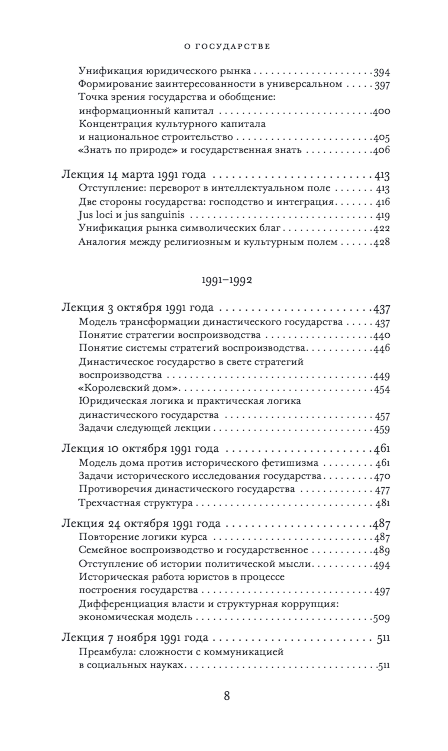 О ГОСУДАРСТВЕ
Унификация юридического рынка . . . . . . . . . . . . . . . . . . . . .394
Формирование заинтересованности в универсальном . . . . 397
Точка зрения государства и обобщение:
информационный капитал . . . . . . . . . . . . . . . . . . . . . . . . .400
Концентрация культурного капитала
и национальное строительство . . . . . . . . . . . . . . . . . . . . . 405
«Знать по природе» и государственная знать . . . . . . . . . . . 406
Лекция 14 марта 1991 года . . . . . . . . . . . . . . . . . . . . . . . . 413
Отступление: переворот в интеллектуальном поле . . . . . 413
Две стороны государства: господство и интеграция. . . . . . 416
Jus loci и jus sanguinis . . . . . . . . . . . . . . . . . . . . . . . . . . . . . 419
Унификация рынка символических благ . . . . . . . . . . . . . . .422
Аналогия между религиозным и культурным полем . . . . . 428
1991–1992
Лекция 3 октября 1991 года . . . . . . . . . . . . . . . . . . . . . . .437
Модель трансформации династического государства . . . . . 437
Понятие стратегии воспроизводства . . . . . . . . . . . . . . . . . 440
Понятие системы стратегий воспроизводства. . . . . . . . . . .446
Династическое государство в свете стратегий
воспроизводства . . . . . . . . . . . . . . . . . . . . . . . . . . . . . . . . .449
«Королевский дом». . . . . . . . . . . . . . . . . . . . . . . . . . . . . . . 454
Юридическая логика и практическая логика
династического государства . . . . . . . . . . . . . . . . . . . . . . . . 457
Задачи следующей лекции . . . . . . . . . . . . . . . . . . . . . . . . . .459
Лекция 10 октября 1991 года . . . . . . . . . . . . . . . . . . . . . . 461
Модель дома против исторического фетишизма . . . . . . . . 461
Задачи исторического исследования государства. . . . . . . . 470
Противоречия династического государства . . . . . . . . . . . . 477
Трехчастная структура . . . . . . . . . . . . . . . . . . . . . . . . . . . . 481
Лекция 24 октября 1991 года . . . . . . . . . . . . . . . . . . . . . .487
Повторение логики курса . . . . . . . . . . . . . . . . . . . . . . . . . . 487
Семейное воспроизводство и государственное . . . . . . . . . .489
Отступление об истории политической мысли. . . . . . . . . . 494
Историческая работа юристов в процессе
построения государства . . . . . . . . . . . . . . . . . . . . . . . . . . . 497
Дифференциация власти и структурная коррупция:
экономическая модель . . . . . . . . . . . . . . . . . . . . . . . . . . . . 509
Лекция 7 ноября 1991 года . . . . . . . . . . . . . . . . . . . . . . . . 511
Преамбула: сложности с коммуникацией
в социальных науках. . . . . . . . . . . . . . . . . . . . . . . . . . . . . . .511
8